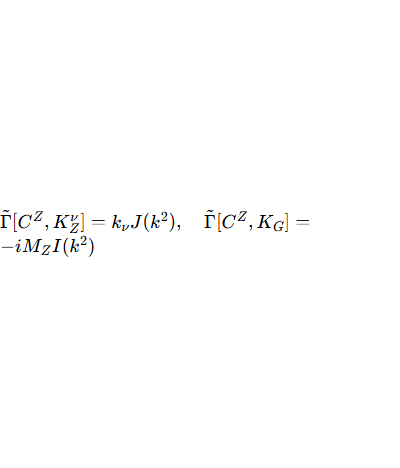 Γ̃[C^Z, K_Z^ν] = k_ν J(k²),  Γ̃[C^Z, K_G] =
−iM_Z I(k²)